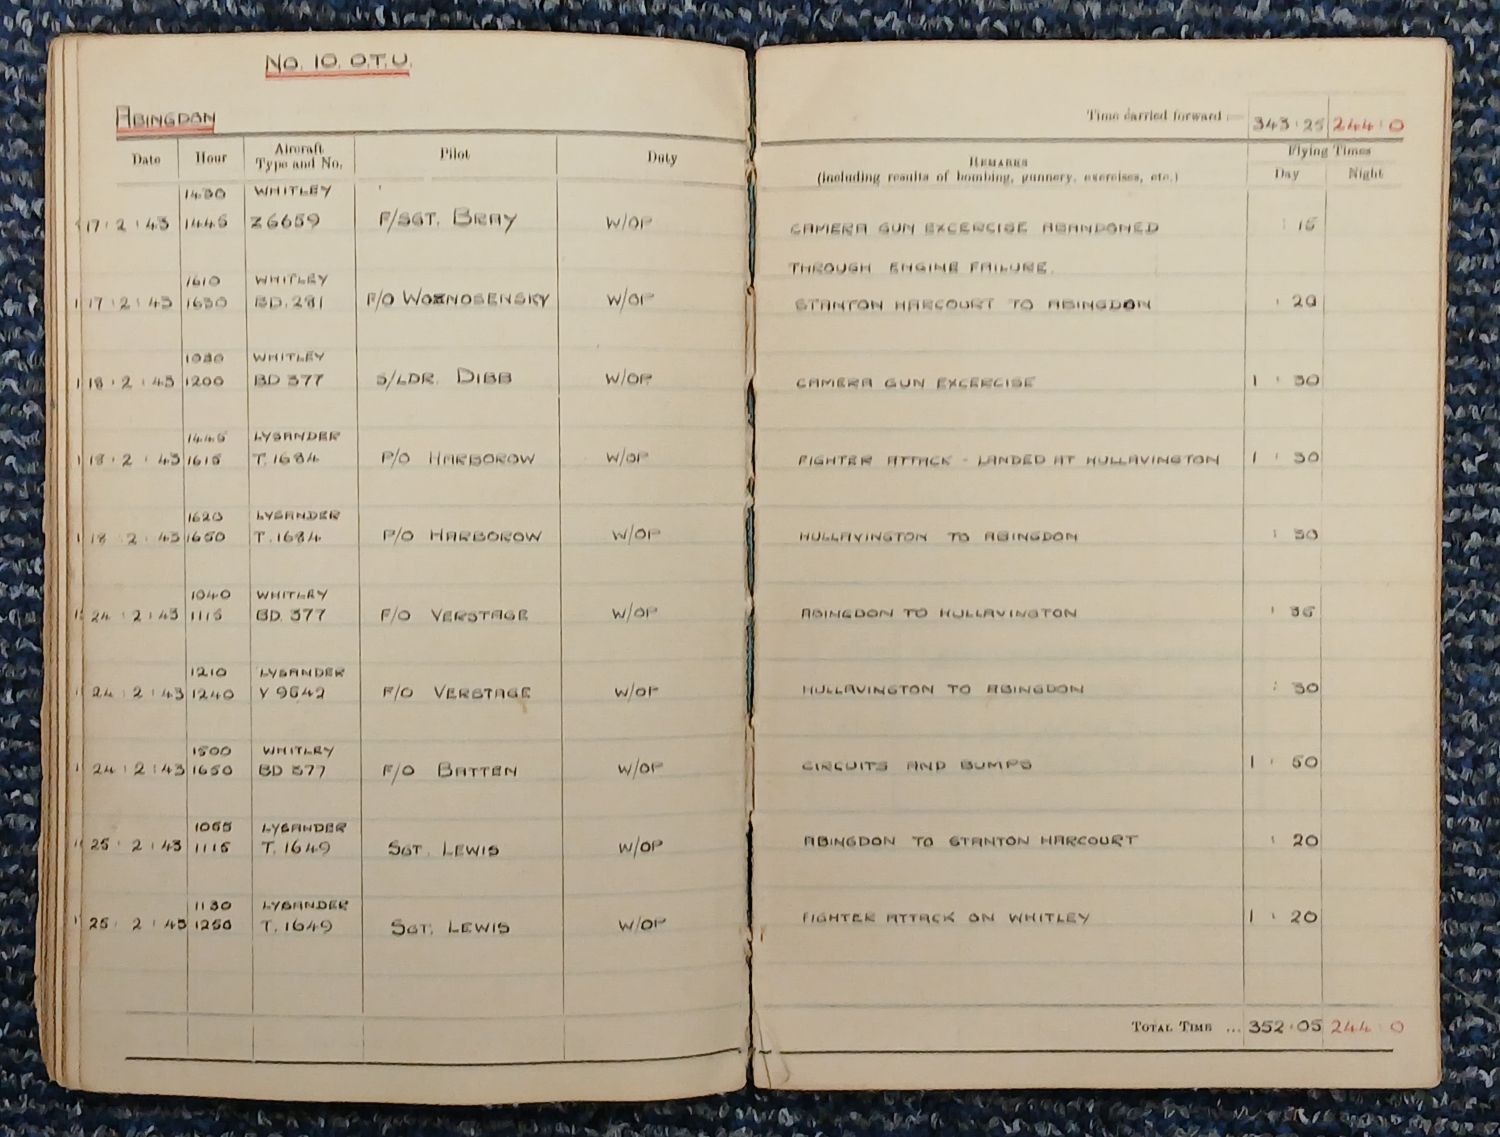 No. 10. O.T.U.
ABINGDON
Time carried forward :—
343 : 25 244 : 0
Date Hour Aircraft Type and No. Pilot Duty
REMARKS
(including results of bombing, gunnery, exercises, etc.)
Flying Times
Day Night
1430 WHITLEY
17 : 2 : 43 1445 Z6659 F/SGT. BRAY W/OP CAMERA GUN EXCERCISE ABANDONED : 15
THROUGH ENGINE FAILURE.
1610 WHITLEY
17 : 2 : 43 1630 BD. 281 F/O WOZNOSENSKY W/OP STANTON HARCOURT TO ABINGDON : 20
1030 WHITLEY
18 : 2 : 43 1200 BD 377 S/LDR. DIBB W/OP CAMERA GUN EXCERCISE 1 : 30
1445 LYSANDER
18 : 2 : 43 1615 T.1684 P/O HARBOROW W/OP FIGHTER ATTACK - LANDED AT HULLAVINGTON 1 : 30
1620 LYSANDER
18 : 2 : 43 1650 T.1684 P/O HARBOROW W/OP HULLAVINGTON TO ABINGDON : 30
1040 WHITLEY
24 : 2 : 43 1115 BD. 377 F/O VERSTAGE W/OP ABINGDON TO HULLAVINGTON : 35
1210 LYSANDER
24 : 2 : 43 1240 V 9542 F/O VERSTAGE W/OP HULLAVINGTON TO ABINGDON : 30
1500 WHITLEY
24 : 2 : 43 1650 BD 377 F/O BATTEN W/OP CIRCUITS AND BUMPS 1 : 50
1055 LYSANDER
25 : 2 : 43 1115 T.1649 SGT. LEWIS W/OP ABINGDON TO STANTON HARCOURT : 20
1130 LYSANDER
25 : 2 : 43 1250 T.1649 SGT. LEWIS W/OP FIGHTER ATTACK ON WHITLEY 1 : 20
TOTAL TIME ... 352 : 05 244 : 0